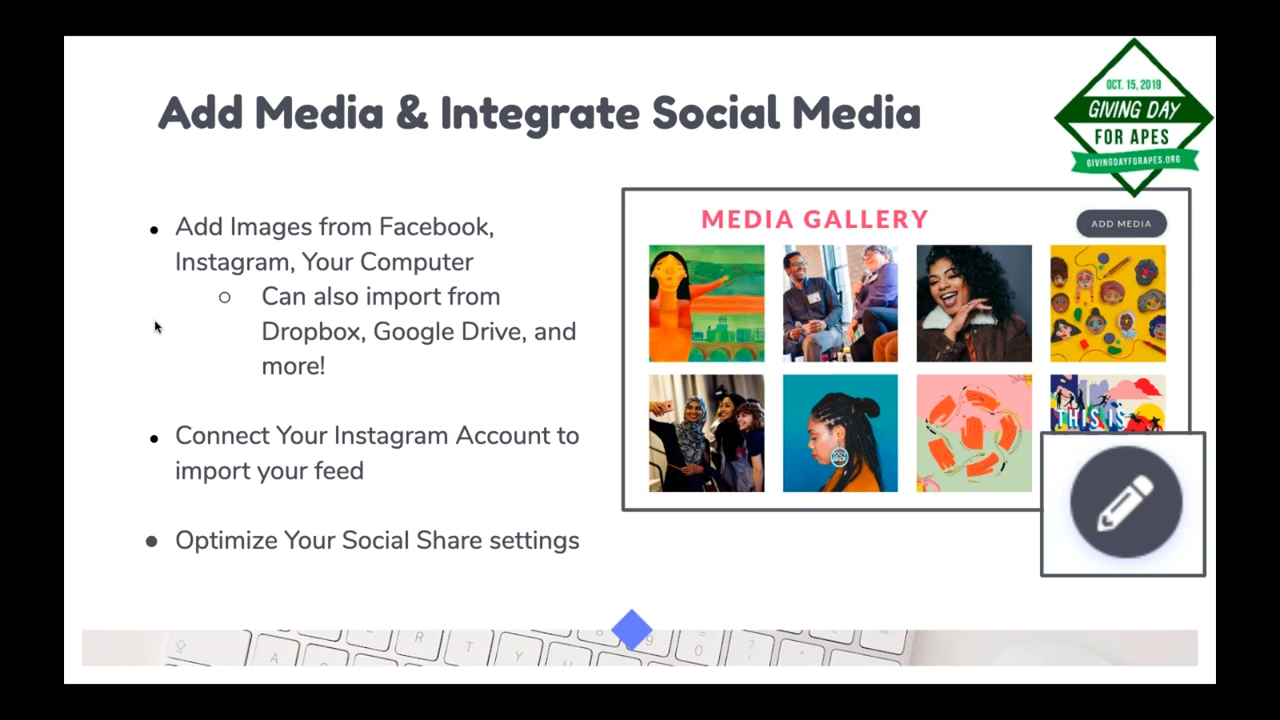 Add Media & Integrate Social Media
OCT. 15, 2019
GIVING DAY
FOR APES
GIVINGDAYFORAPES.ORG
• Add Images from Facebook,
Instagram, Your Computer
○ Can also import from
Dropbox, Google Drive, and
more!
• Connect Your Instagram Account to
import your feed
• Optimize Your Social Share settings
MEDIA GALLERY
ADD MEDIA
THIS IS
R
T
Y
A
9
=
0
?